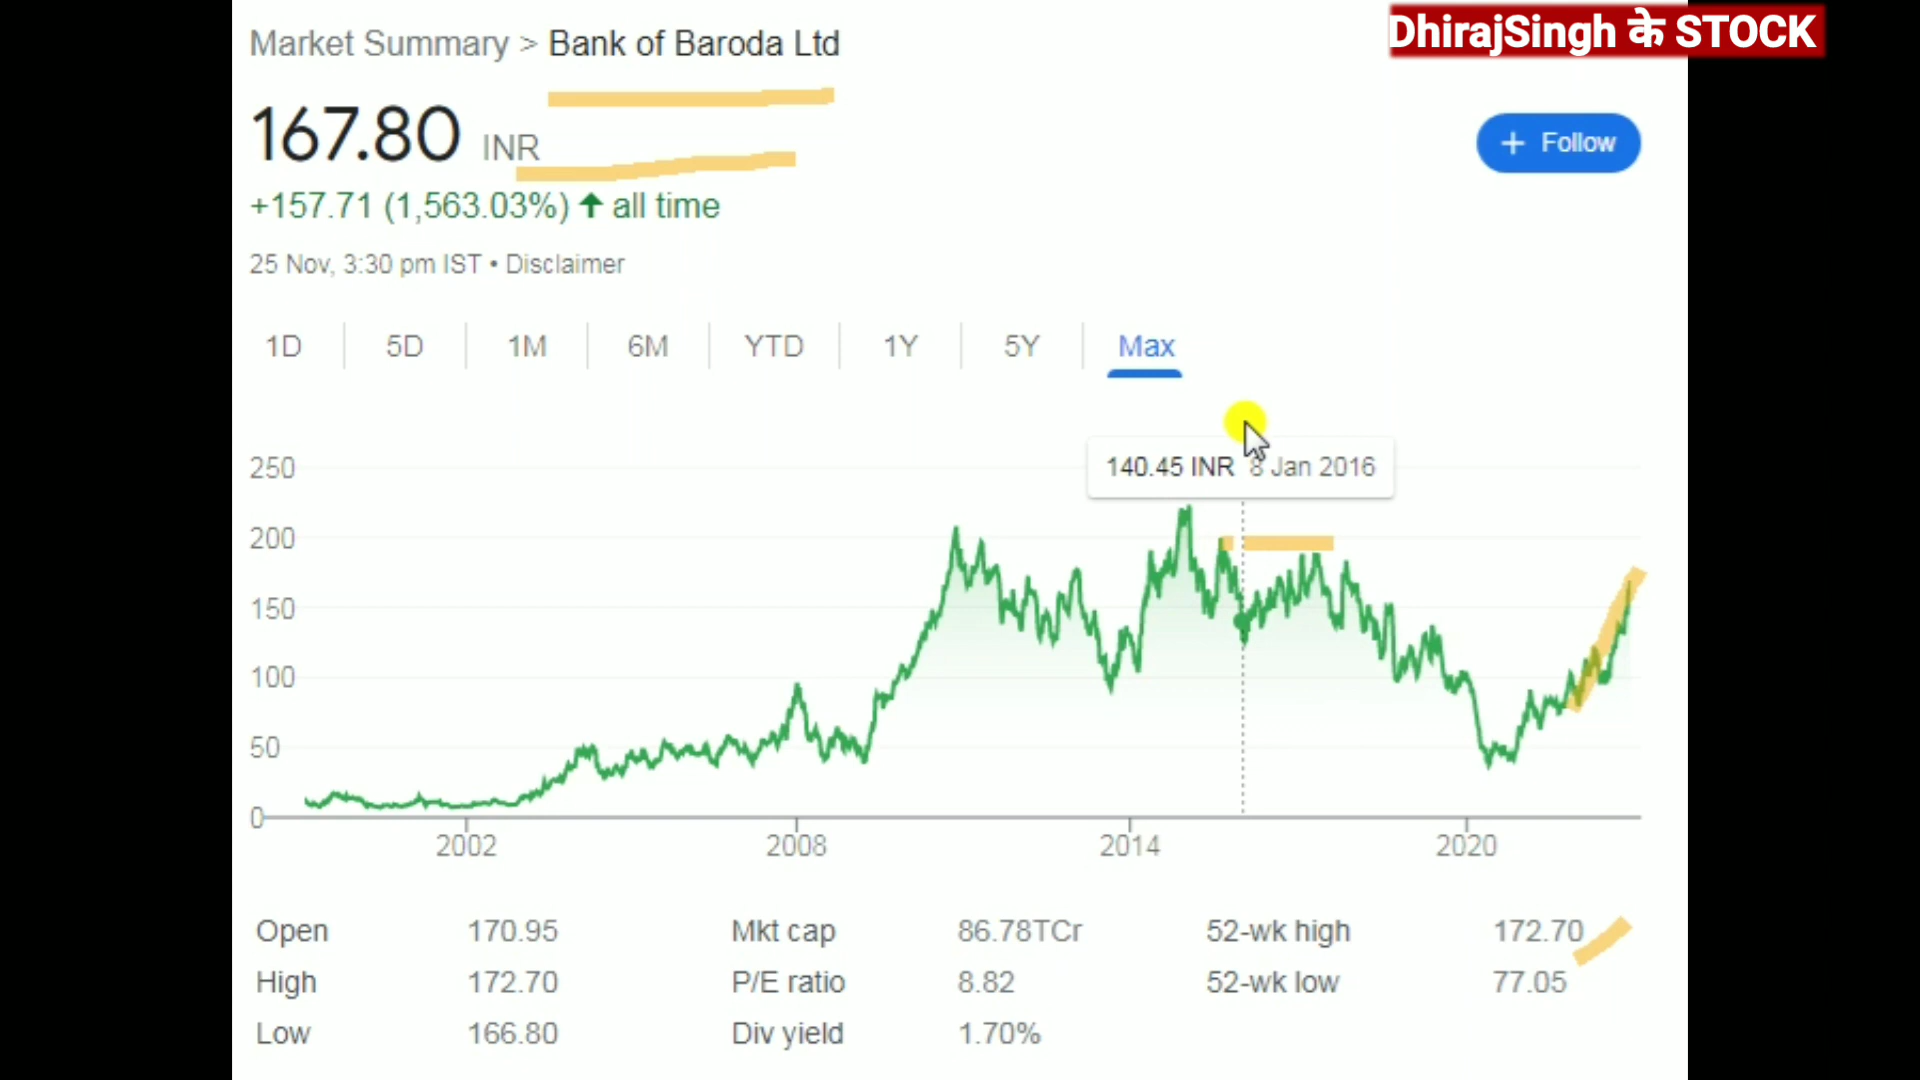 DhirajSingh के STOCK
Market Summary > Bank of Baroda Ltd
167.80 INR
+ Follow
+157.71 (1,563.03%) ↑ all time
25 Nov, 3:30 pm IST • Disclaimer
1D 5D 1M 6M YTD 1Y 5Y Max
140.45 INR 8 Jan 2016
250
200
150
100
50
0
2002 2008 2014 2020
Open 170.95 Mkt cap 86.78TCr 52-wk high 172.70
High 172.70 P/E ratio 8.82 52-wk low 77.05
Low 166.80 Div yield 1.70%